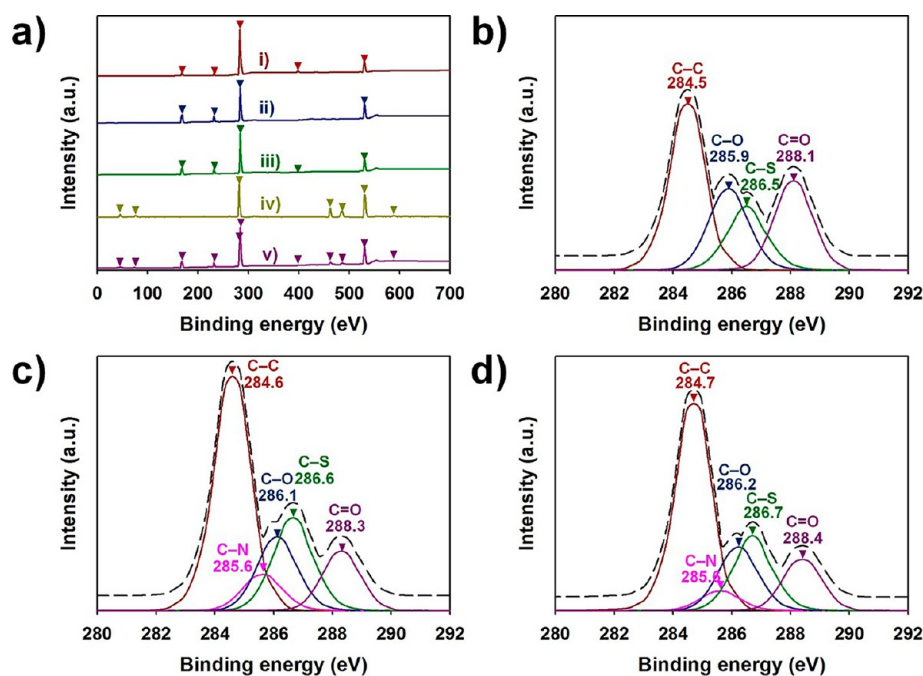 a)
Intensity (a.u.)
i)
ii)
iii)
iv)
v)
0 100 200 300 400 500 600 700
Binding energy (eV)
b)
Intensity (a.u.)
C–C
284.5
C–O
285.9
C–S
286.5
C=O
288.1
280 282 284 286 288 290 292
Binding energy (eV)
c)
Intensity (a.u.)
C–C
284.6
C–N
285.6
C–O
286.1
C–S
286.6
C=O
288.3
280 282 284 286 288 290 292
Binding energy (eV)
d)
Intensity (a.u.)
C–C
284.7
C–N
285.6
C–O
286.2
C–S
286.7
C=O
288.4
280 282 284 286 288 290 292
Binding energy (eV)